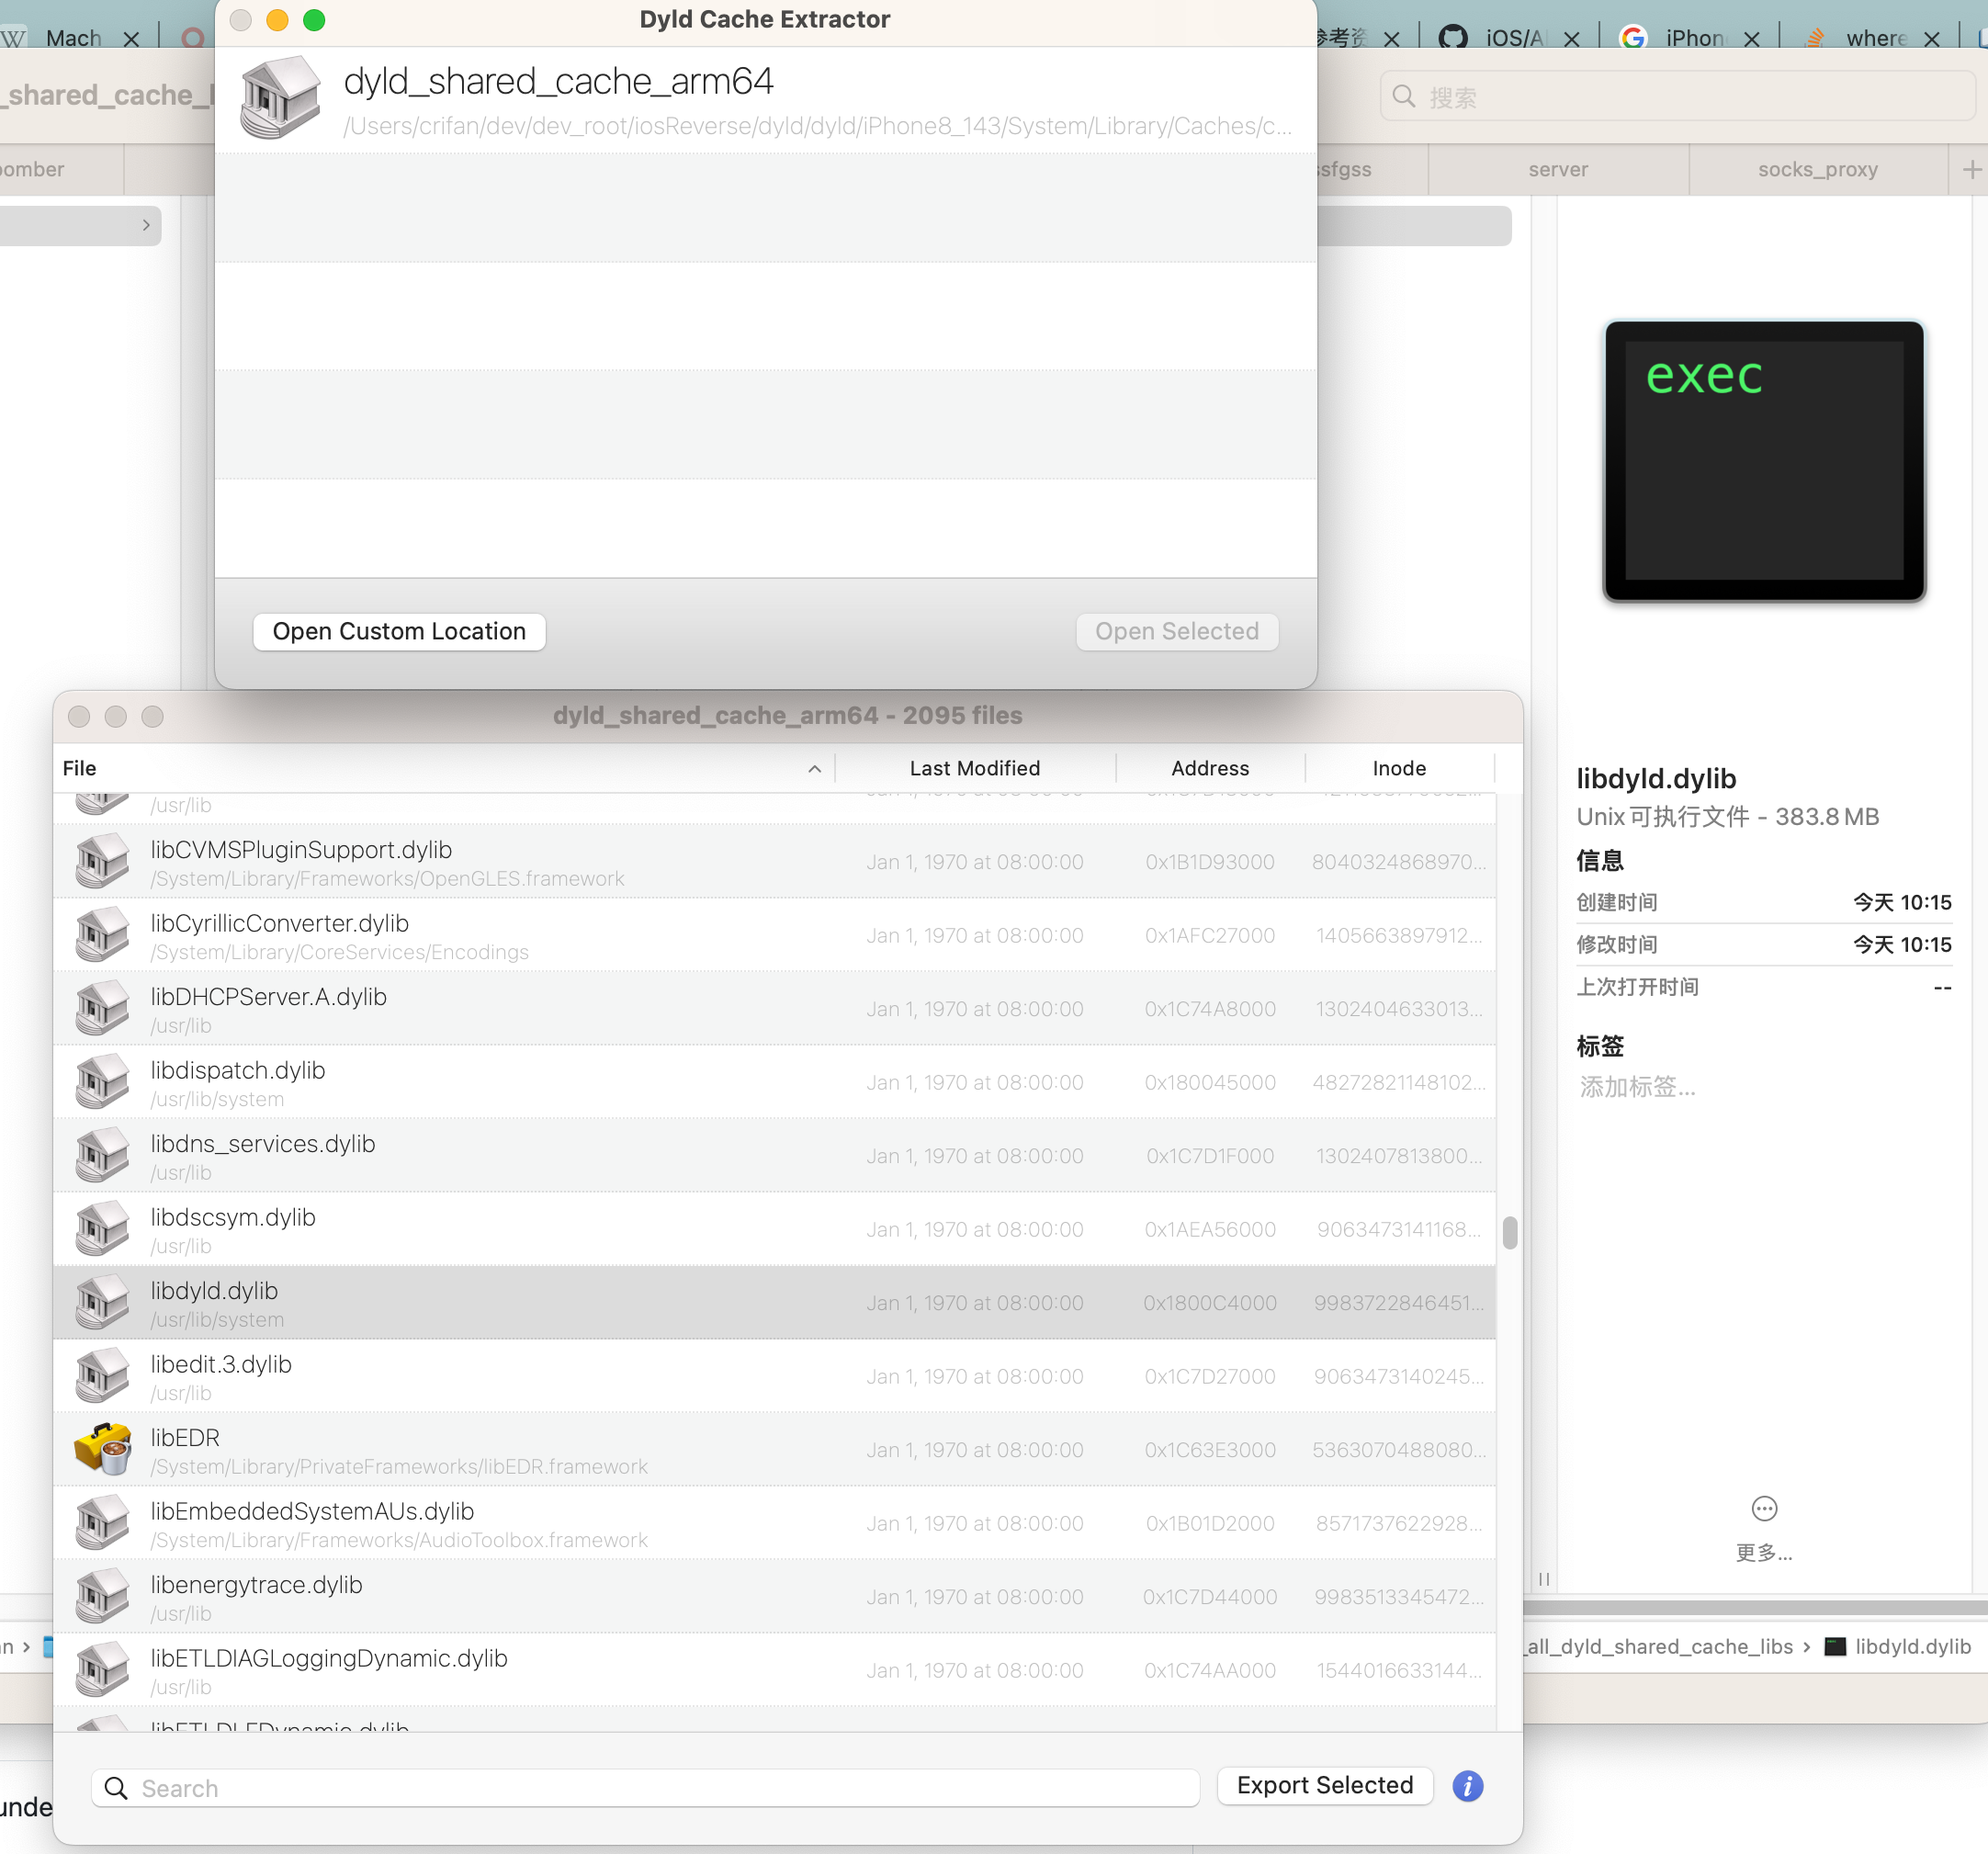 Mach
iOS/A
iPhon
where
Dyld Cache Extractor
dyld_shared_cache_arm64
/Users/crifan/dev/dev_root/iosReverse/dyld/dyld/iPhone8_143/System/Library/Caches/c...
_shared_cache_
搜索
omber
ssfgss
server
socks_proxy
exec
Open Custom Location
Open Selected
dyld_shared_cache_arm64 - 2095 files
File
Last Modified
Address
Inode
/usr/lib
libCVMSPluginSupport.dylib
/System/Library/Frameworks/OpenGLES.framework
Jan 1, 1970 at 08:00:00
0x1B1D93000
8040324868970...
libCyrillicConverter.dylib
/System/Library/CoreServices/Encodings
Jan 1, 1970 at 08:00:00
0x1AFC27000
1405663897912...
libDHCPServer.A.dylib
/usr/lib
Jan 1, 1970 at 08:00:00
0x1C74A8000
1302404633013...
libdispatch.dylib
/usr/lib/system
Jan 1, 1970 at 08:00:00
0x180045000
48272821148102...
libdns_services.dylib
/usr/lib
Jan 1, 1970 at 08:00:00
0x1C7D1F000
1302407813800...
libdscsym.dylib
/usr/lib
Jan 1, 1970 at 08:00:00
0x1AEA56000
9063473141168...
libdyld.dylib
/usr/lib/system
Jan 1, 1970 at 08:00:00
0x1800C4000
9983722846451...
libedit.3.dylib
/usr/lib
Jan 1, 1970 at 08:00:00
0x1C7D27000
9063473140245...
libEDR
/System/Library/PrivateFrameworks/libEDR.framework
Jan 1, 1970 at 08:00:00
0x1C63E3000
5363070488080...
libEmbeddedSystemAUs.dylib
/System/Library/Frameworks/AudioToolbox.framework
Jan 1, 1970 at 08:00:00
0x1B01D2000
8571737622928...
libenergytrace.dylib
/usr/lib
Jan 1, 1970 at 08:00:00
0x1C7D44000
9983513345472...
libETLDIAGLoggingDynamic.dylib
/usr/lib
Jan 1, 1970 at 08:00:00
0x1C74AA000
1544016633144...
Search
Export Selected
libdyld.dylib
Unix可执行文件 - 383.8 MB
信息
创建时间
今天 10:15
修改时间
今天 10:15
上次打开时间
--
标签
添加标签...
更多...
_all_dyld_shared_cache_libs
libdyld.dylib
unde